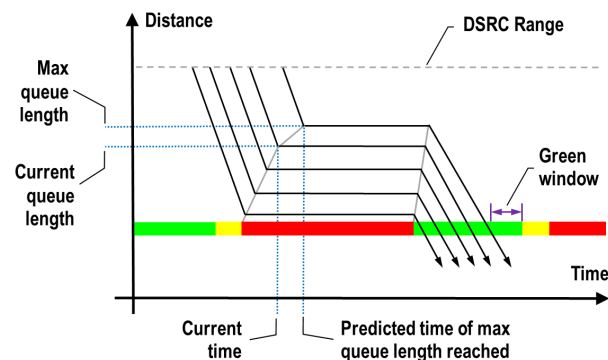 Distance
DSRC Range
Max
queue
length
Current
queue
length
Green
window
Time
Current
time
Predicted time of max
queue length reached